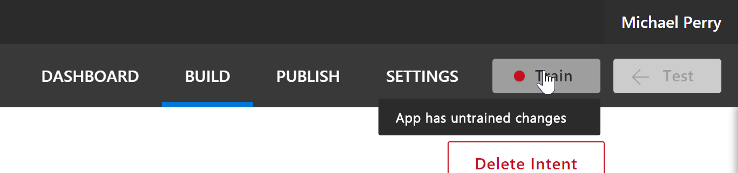 Michael Perry
DASHBOARD BUILD PUBLISH SETTINGS Train Test
App has untrained changes
Delete Intent